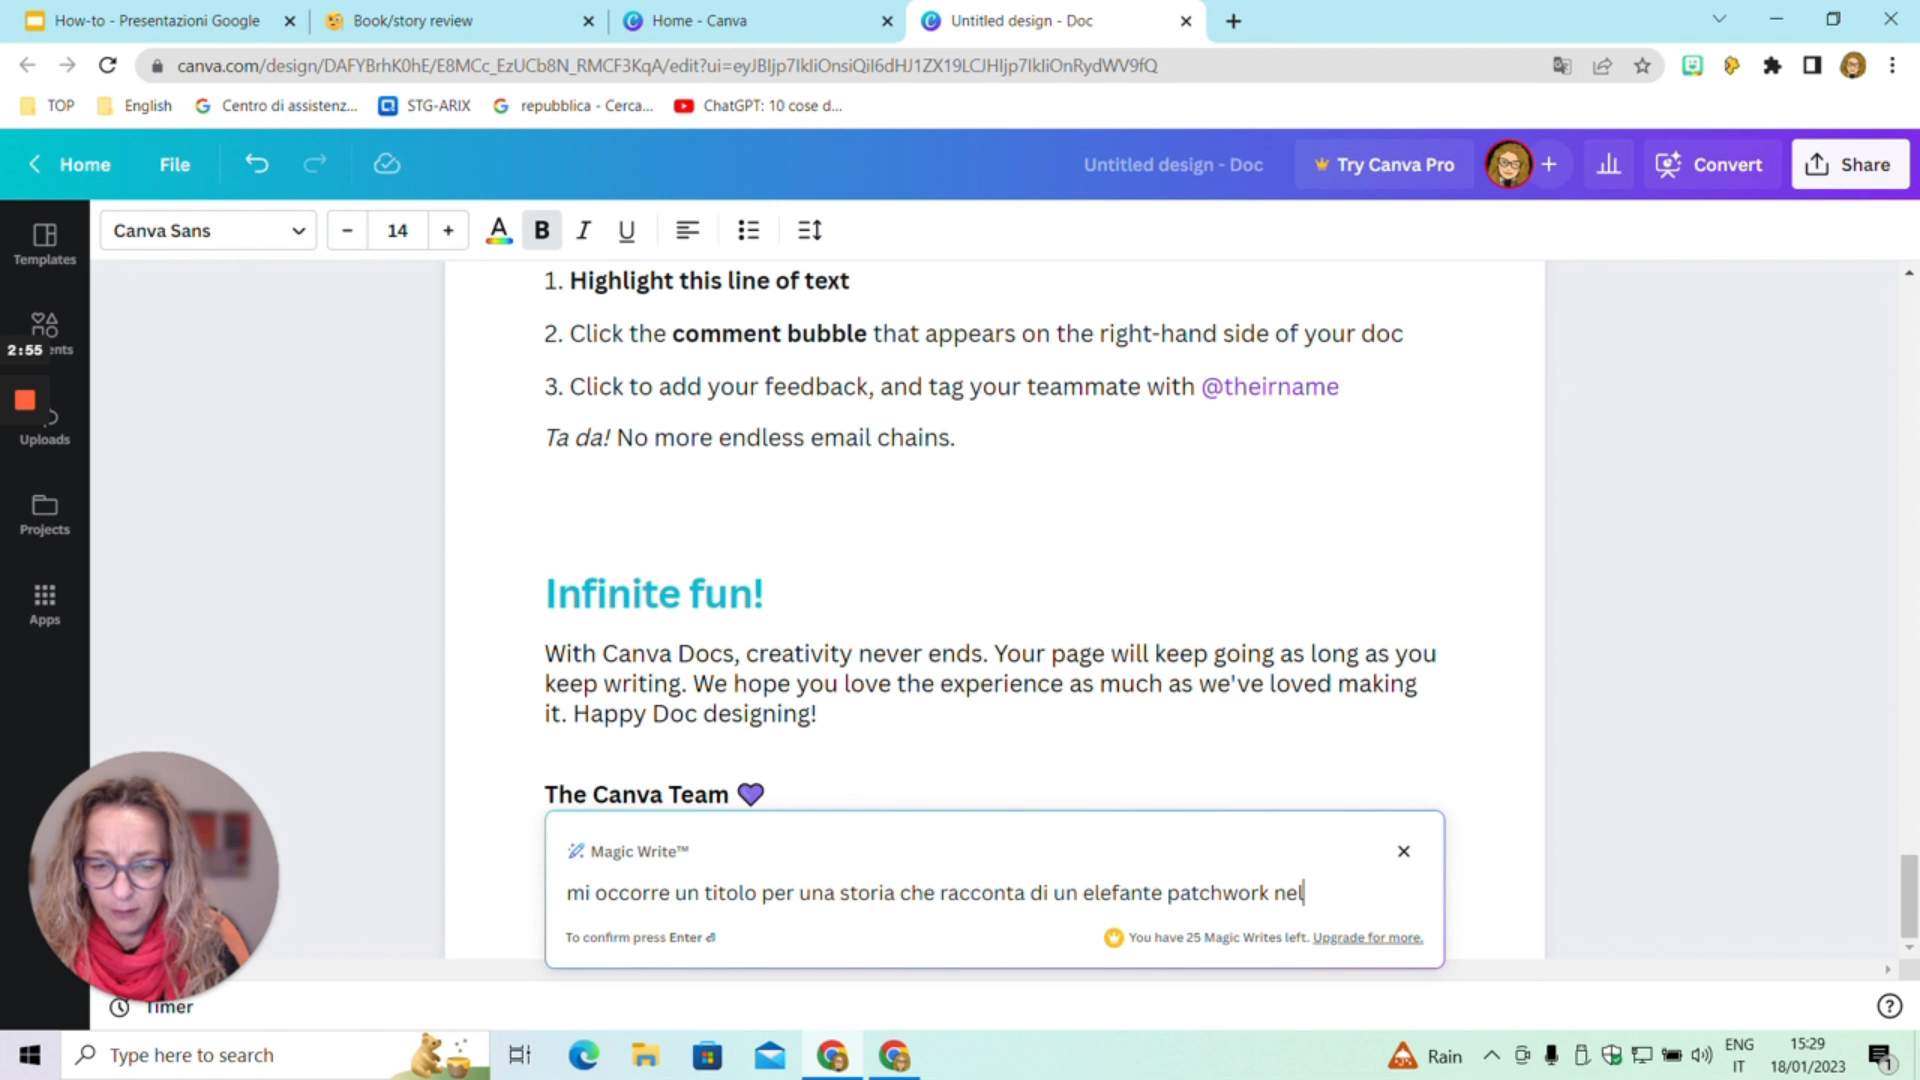 How-to - Presentazioni Google
Book/story review
Home - Canva
Untitled design - Doc
canva.com/design/DAFYBrhK0hE/E8MCc_EzUCb8N_RMCF3KqA/edit?ui=eyJBIjp7IkIiOnsiQiI6dHJ1ZX19LCJHIjp7IkIiOnRydWV9fQ
TOP
English
Centro di assistenz...
STG-ARIX
repubblica - Cerca...
ChatGPT: 10 cose d...
Home
File
Untitled design - Doc
Try Canva Pro
Convert
Share
Canva Sans
- 14 +
A B I U
Templates
2:55
ents
Uploads
Projects
Apps
1. Highlight this line of text
2. Click the comment bubble that appears on the right-hand side of your doc
3. Click to add your feedback, and tag your teammate with @theirname
Ta da! No more endless email chains.
Infinite fun!
With Canva Docs, creativity never ends. Your page will keep going as long as you
keep writing. We hope you love the experience as much as we've loved making
it. Happy Doc designing!
The Canva Team 💜
Magic Write™
mi occorre un titolo per una storia che racconta di un elefante patchwork nel
To confirm press Enter
You have 25 Magic Writes left. Upgrade for more.
Timer
Type here to search
Rain
ENG
IT
15:29
18/01/2023
1